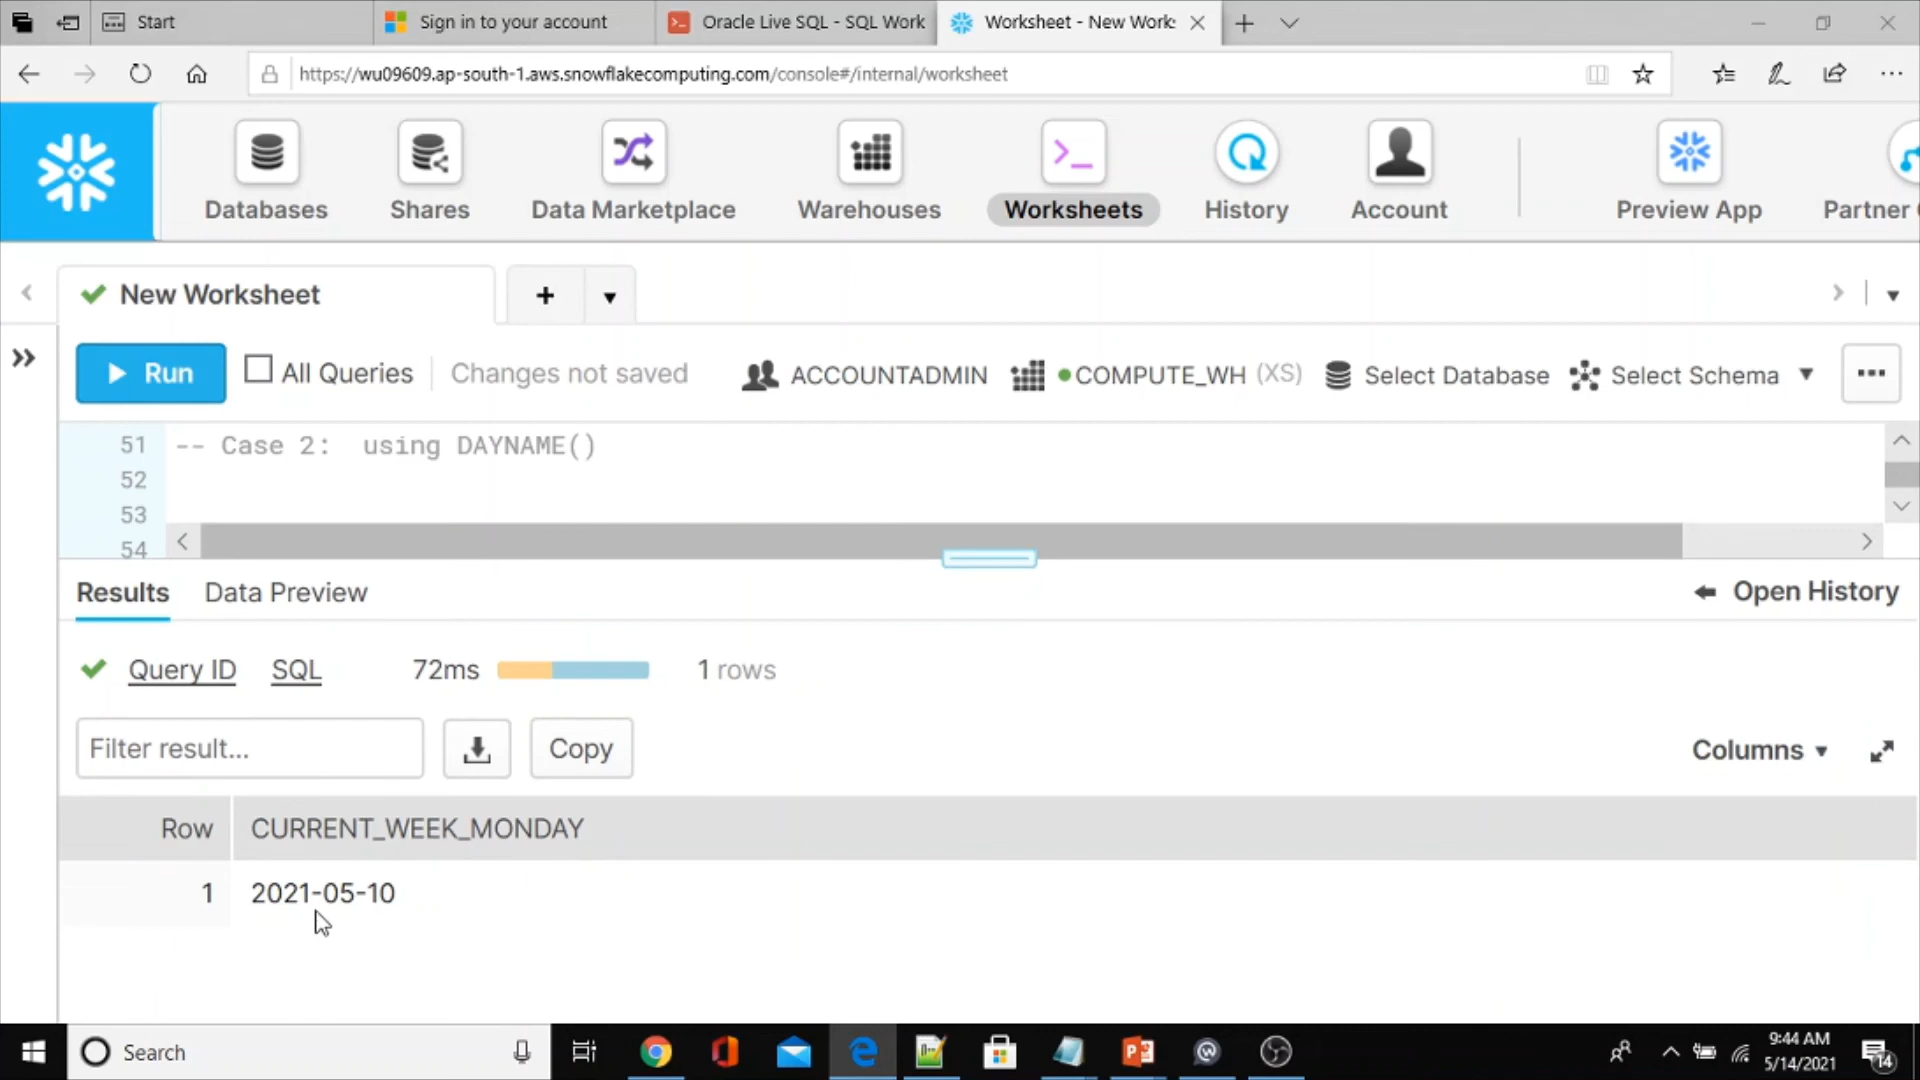 Start
Sign in to your account
Oracle Live SQL - SQL Work
Worksheet - New Work
https://wu09609.ap-south-1.aws.snowflakecomputing.com/console#/internal/worksheet
Databases
Shares
Data Marketplace
Warehouses
Worksheets
History
Account
Preview App
Partner
New Worksheet
Run
All Queries
Changes not saved
ACCOUNTADMIN
COMPUTE_WH (XS)
Select Database
Select Schema
51 -- Case 2:  using DAYNAME()
52
53
54
Results
Data Preview
Open History
Query ID
SQL
72ms
1 rows
Filter result...
Copy
Columns
Row CURRENT_WEEK_MONDAY
1 2021-05-10
Search
9:44 AM
5/14/2021
14